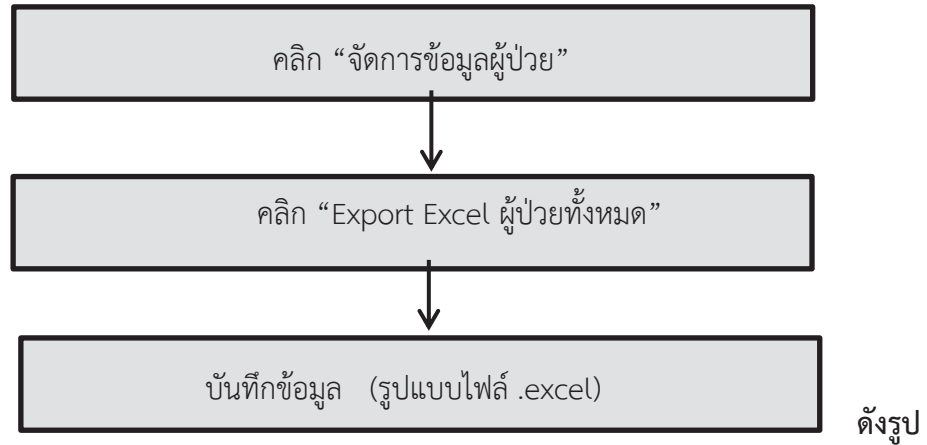 คลิก “จัดการข้อมูลผู้ป่วย”
คลิก “Export Excel ผู้ป่วยทั้งหมด”
บันทึกข้อมูล (รูปแบบไฟล์ .excel)
ดังรูป